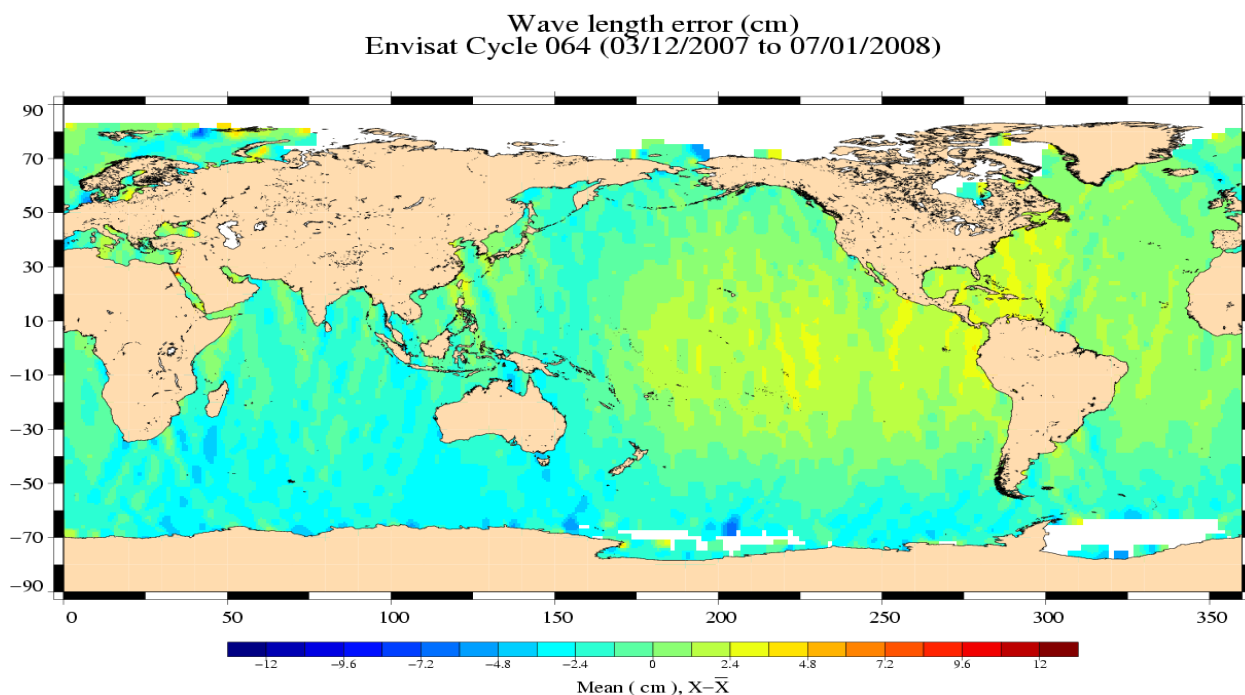 Wave length error (cm)
Envisat Cycle 064 (03/12/2007 to 07/01/2008)
90
70
50
30
10
−10
−30
−50
−70
−90
0 50 100 150 200 250 300 350
−12 −9.6 −7.2 −4.8 −2.4 0 2.4 4.8 7.2 9.6 12
Mean ( cm ), X−X̅